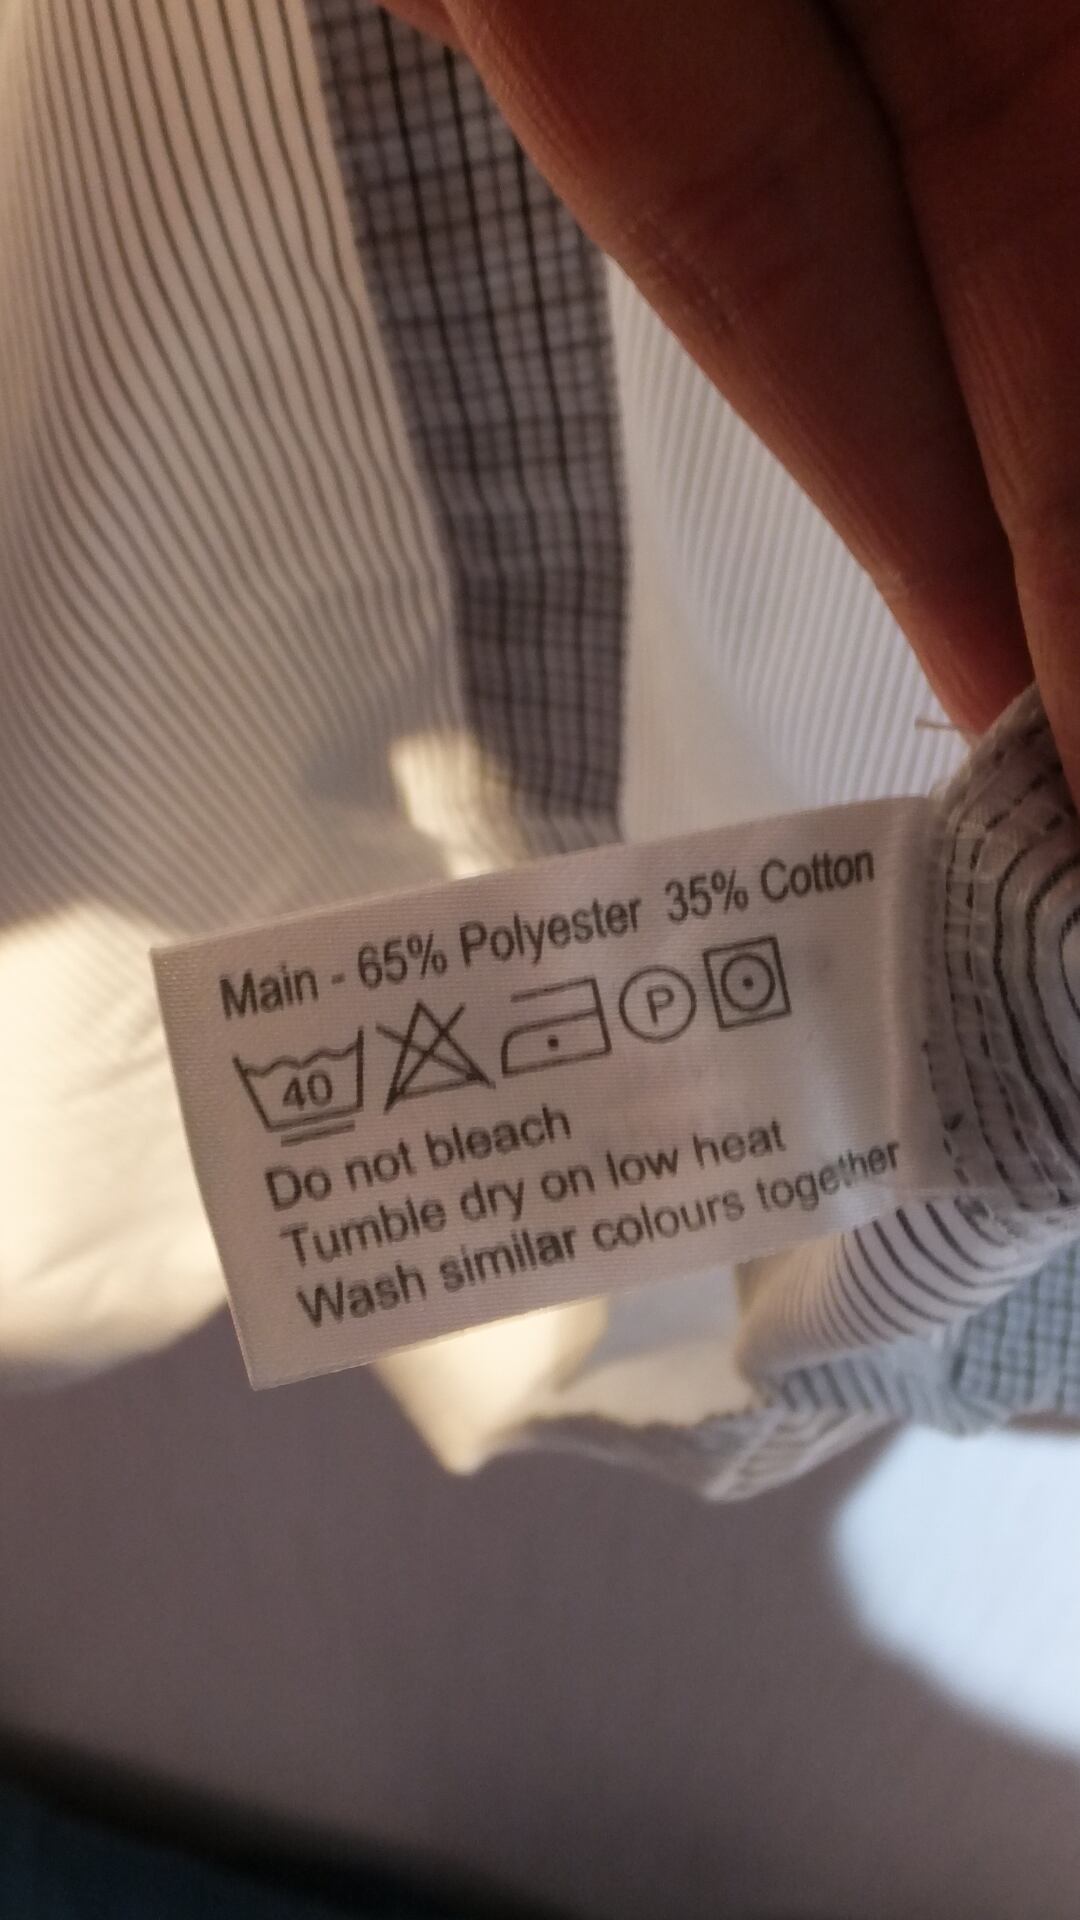 Main - 65% Polyester 35% Cotton
40 P
Do not bleach
Tumble dry on low heat
Wash similar colours together